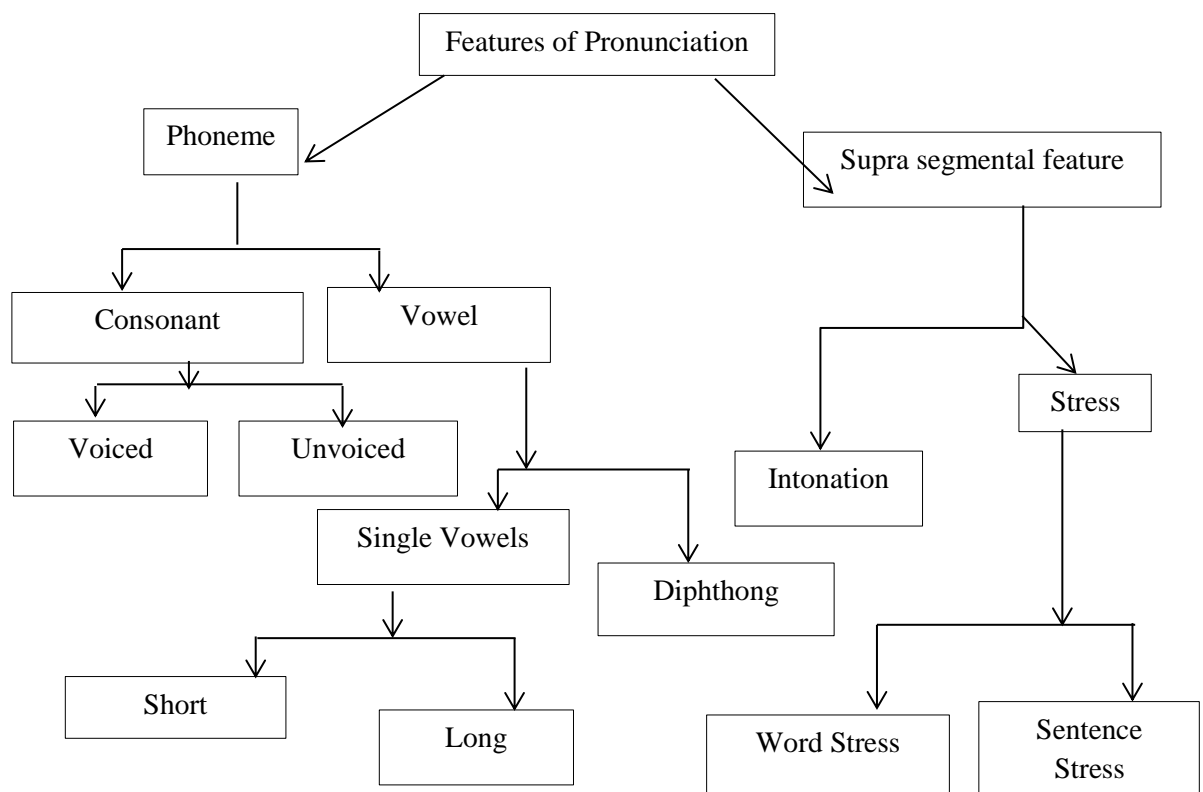 Features of Pronunciation
Phoneme
Supra segmental feature
Consonant
Vowel
Stress
Voiced
Unvoiced
Intonation
Single Vowels
Diphthong
Short
Long
Word Stress
Sentence
Stress